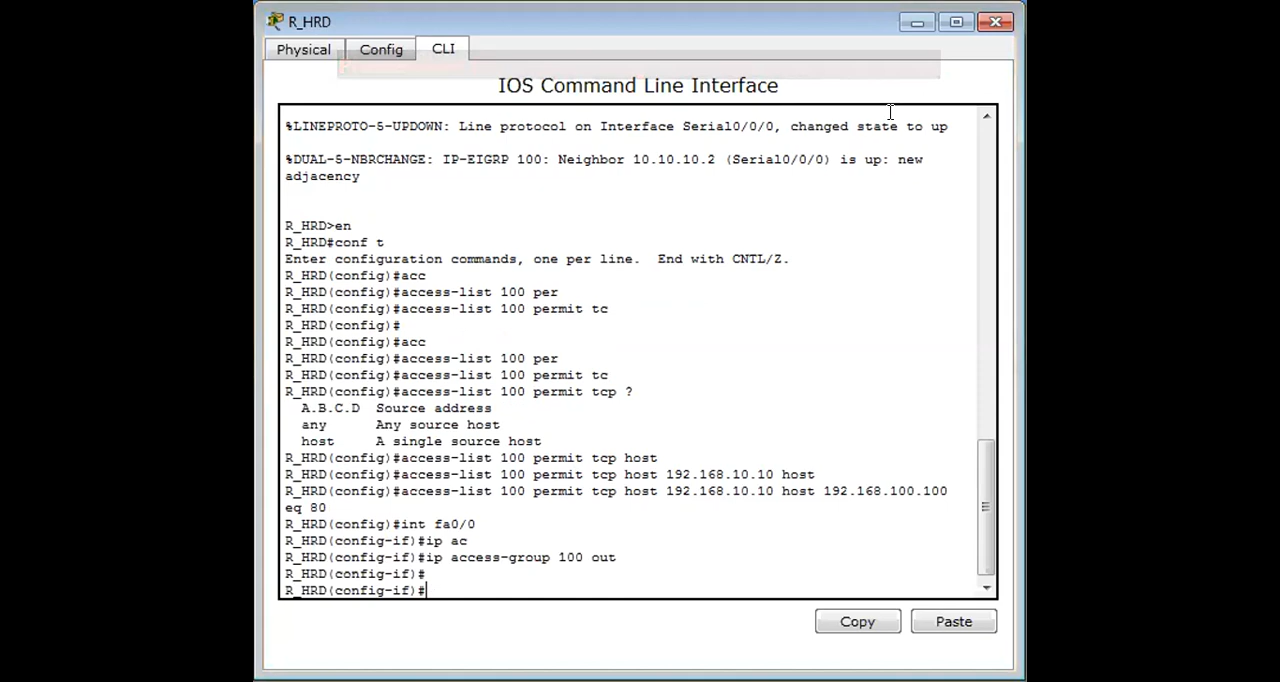 R_HRD
Physical Config CLI
IOS Command Line Interface
%LINEPROTO-5-UPDOWN: Line protocol on Interface Serial0/0/0, changed state to up
%DUAL-5-NBRCHANGE: IP-EIGRP 100: Neighbor 10.10.10.2 (Serial0/0/0) is up: new
adjacency
R_HRD>en
R_HRD#conf t
Enter configuration commands, one per line.  End with CNTL/Z.
R_HRD(config)#acc
R_HRD(config)#access-list 100 per
R_HRD(config)#access-list 100 permit tc
R_HRD(config)#
R_HRD(config)#acc
R_HRD(config)#access-list 100 per
R_HRD(config)#access-list 100 permit tc
R_HRD(config)#access-list 100 permit tcp ?
A.B.C.D  Source address
any      Any source host
host     A single source host
R_HRD(config)#access-list 100 permit tcp host
R_HRD(config)#access-list 100 permit tcp host 192.168.10.10 host
R_HRD(config)#access-list 100 permit tcp host 192.168.10.10 host 192.168.100.100
eq 80
R_HRD(config)#int fa0/0
R_HRD(config-if)#ip ac
R_HRD(config-if)#ip access-group 100 out
R_HRD(config-if)#
R_HRD(config-if)#
Copy Paste